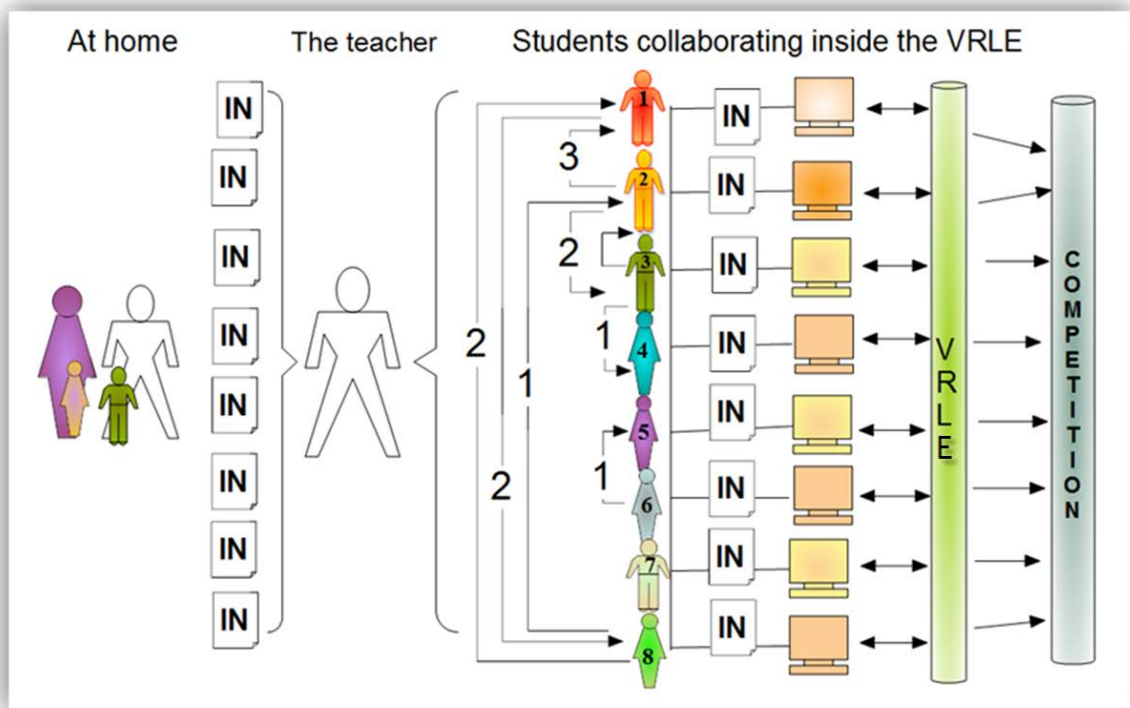 At home
The teacher
Students collaborating inside the VRLE
IN
IN
IN
IN
IN
IN
IN
IN
2
1
2
3
2
1
1
1
2
3
4
5
6
7
8
IN
IN
IN
IN
IN
IN
IN
IN
VRLE
COMPETITION